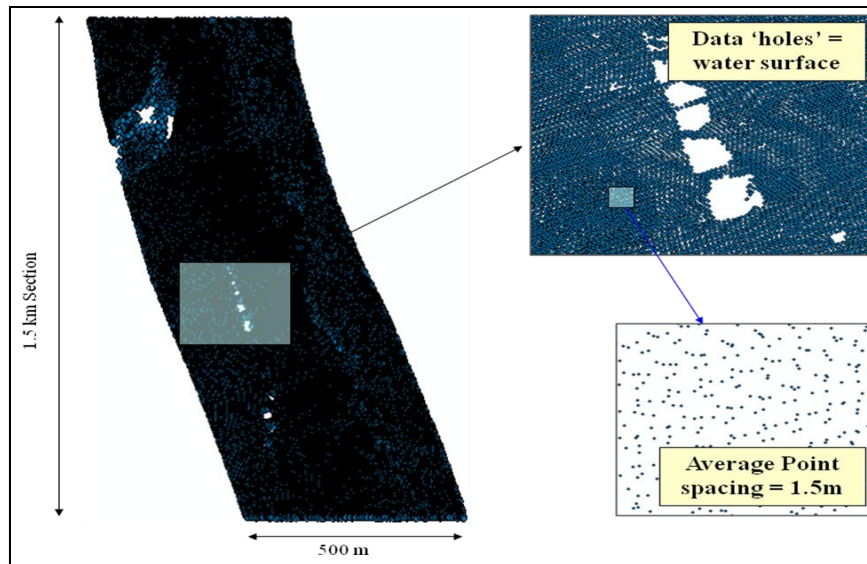 1.5 km Section
500 m
Data ‘holes’ =
water surface
Average Point
spacing = 1.5m